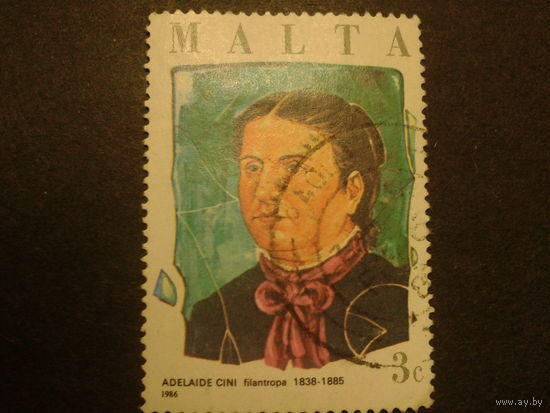 MALTA
ADELAIDE CINI filantropa 1838-1885
1986
3c
© www.ay.by